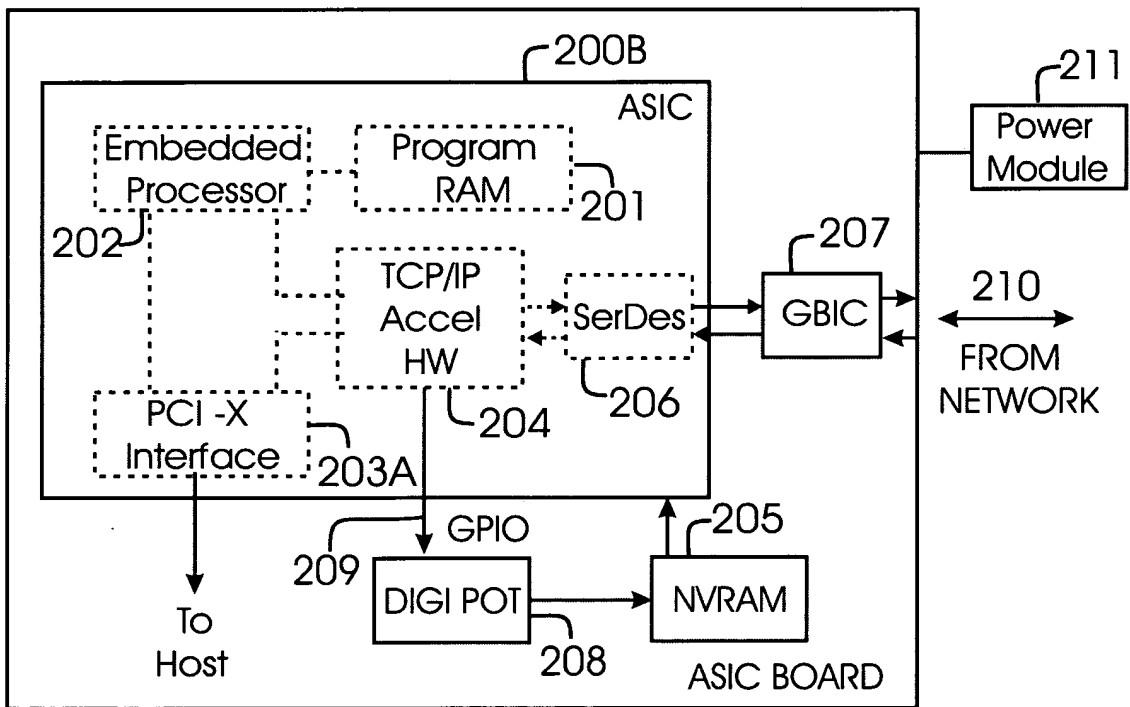 200B
211
ASIC
Power
Module
Embedded
Processor
Program
RAM
201
202
207
TCP/IP
Accel
HW
SerDes
GBIC
210
FROM
NETWORK
206
204
PCI -X
Interface
203A
205
GPIO
209
DIGI POT
NVRAM
208
To
Host
ASIC BOARD